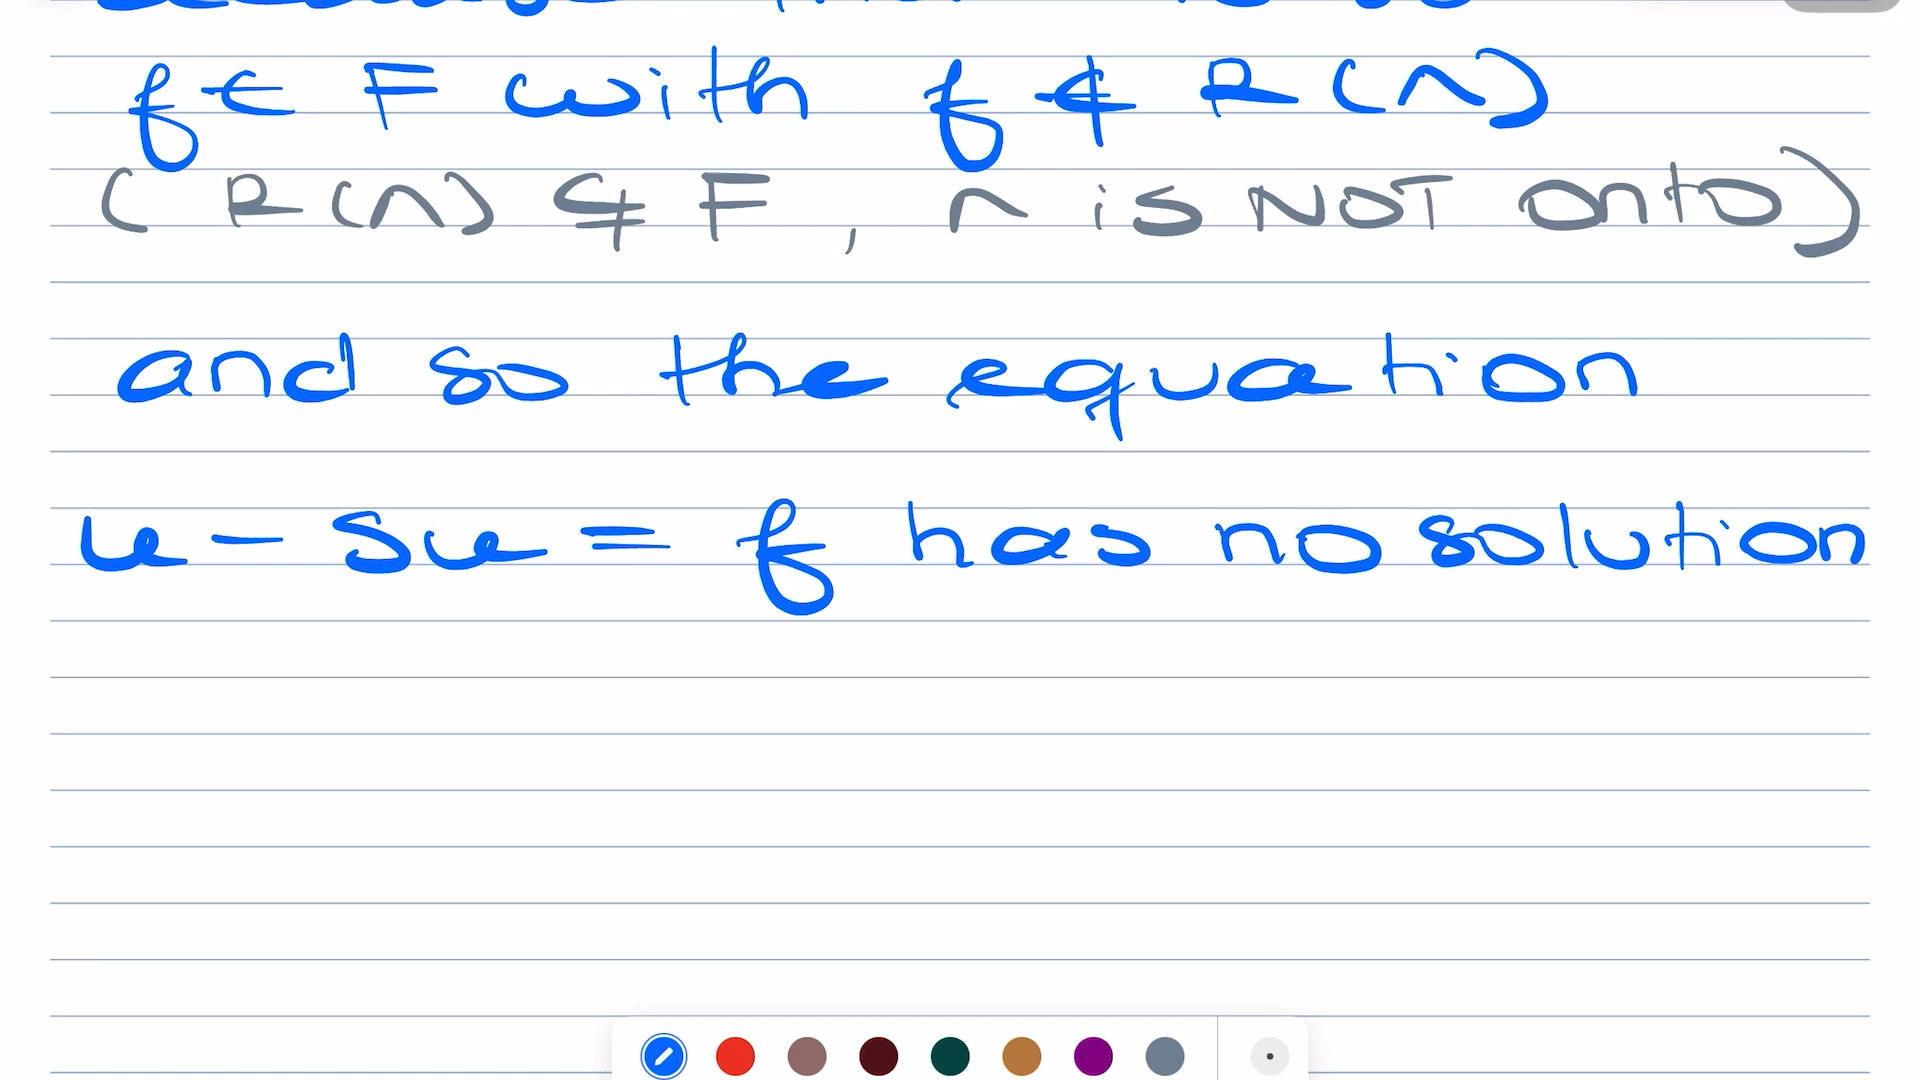 f ∈ F with f ∉ R(Λ)
(R(Λ) ⊊ F, Λ is NOT onto)
and so the equation
u - Su = f has no solution